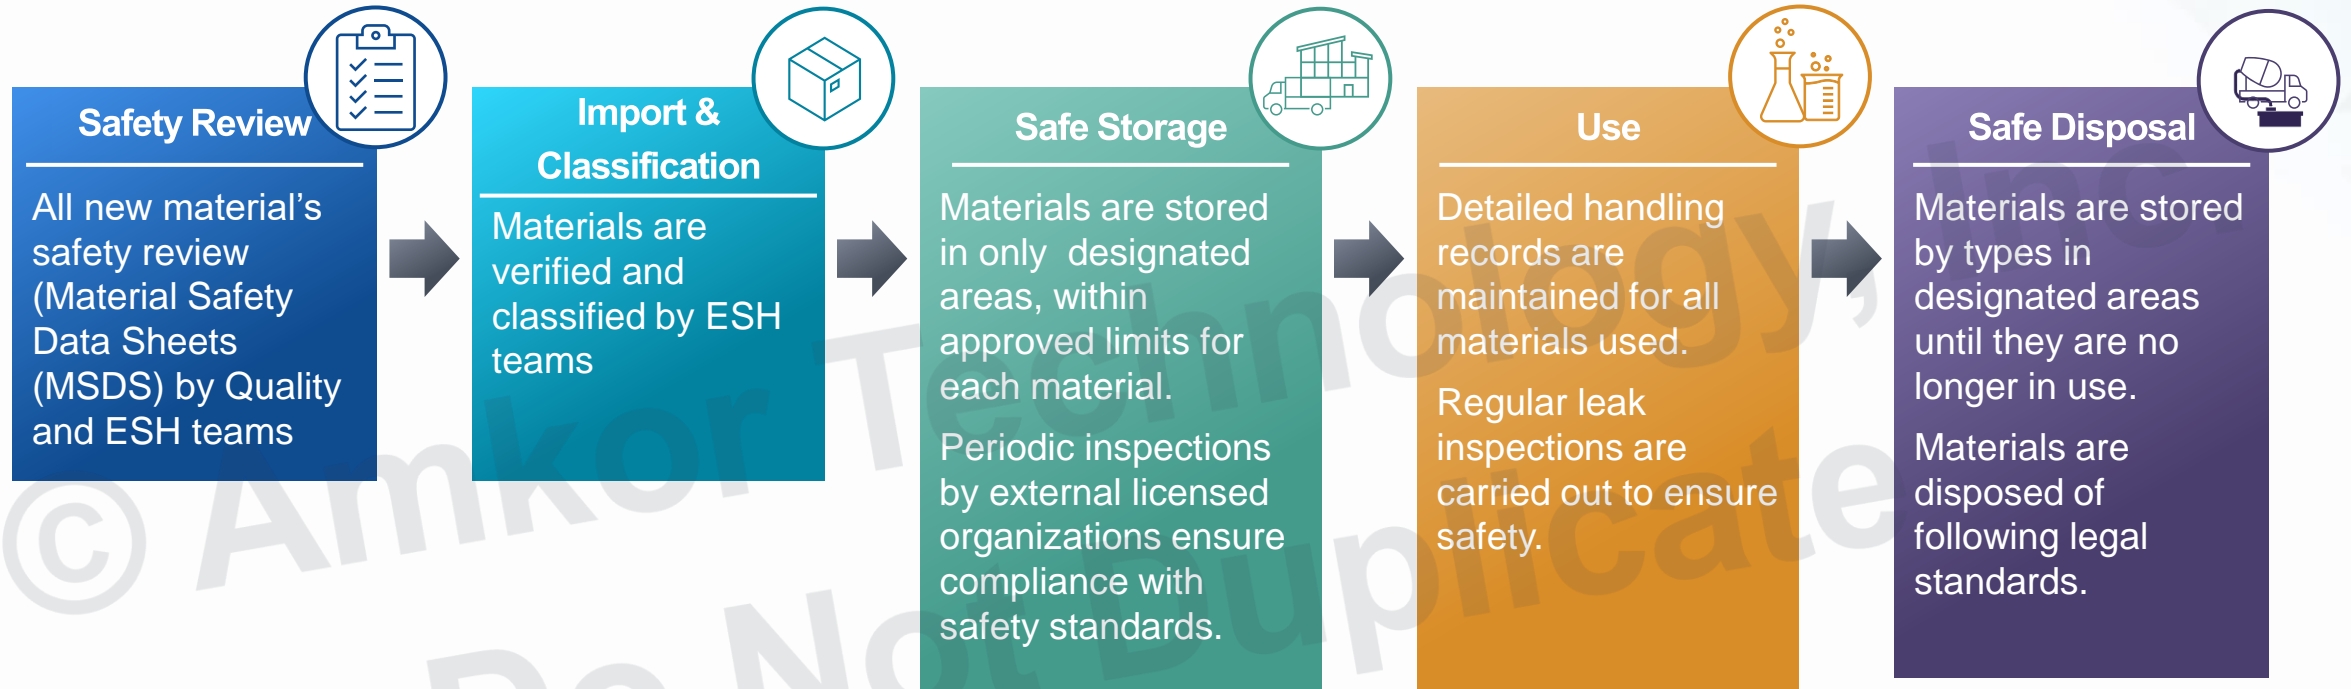 Safety Review
All new material's
safety review
(Material Safety
Data Sheets
(MSDS) by Quality
and ESH teams
Import &
Classification
Materials are
verified and
classified by ESH
teams
Safe Storage
Materials are stored
in only  designated
areas, within
approved limits for
each material.
Periodic inspections
by external licensed
organizations ensure
compliance with
safety standards.
Use
Detailed handling
records are
maintained for all
materials used.
Regular leak
inspections are
carried out to ensure
safety.
Safe Disposal
Materials are stored
by types in
designated areas
until they are no
longer in use.
Materials are
disposed of
following legal
standards.
© Amkor Technology, Inc.
Do Not Duplicate